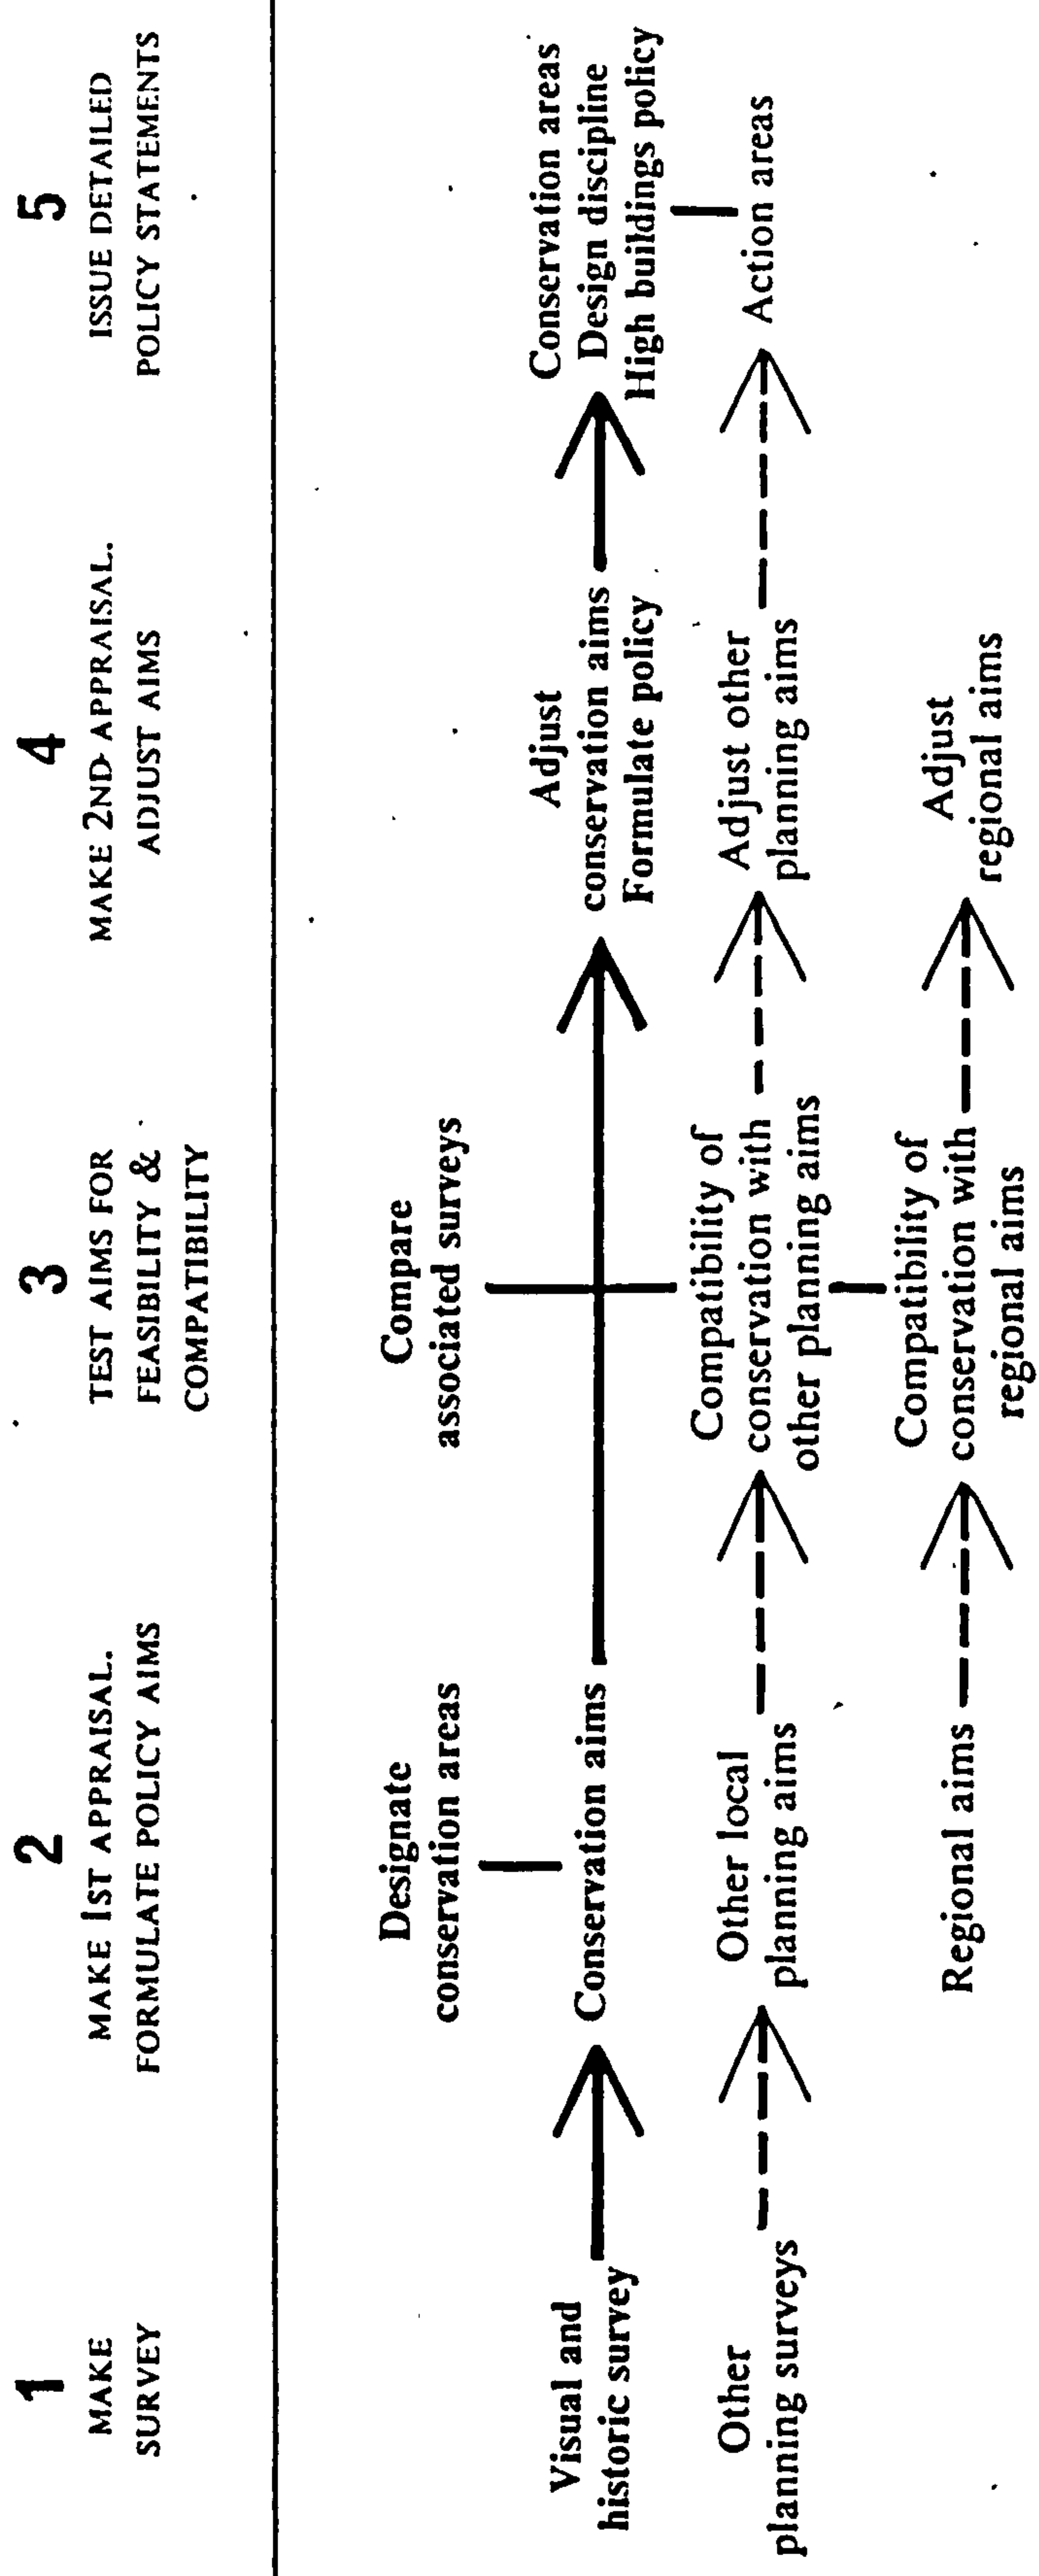 1
MAKE
SURVEY
2
MAKE 1ST APPRAISAL.
FORMULATE POLICY AIMS
3
TEST AIMS FOR
FEASIBILITY &
COMPATIBILITY
4
MAKE 2ND APPRAISAL.
ADJUST AIMS
5
ISSUE DETAILED
POLICY STATEMENTS
Designate
conservation areas
Compare
associated surveys
Visual and
historic survey
Conservation aims
Adjust
conservation aims
Formulate policy
Conservation areas
Design discipline
High buildings policy
Other
planning surveys
Other local
planning aims
Compatibility of
conservation with
other planning aims
Adjust other
planning aims
Action areas
Regional aims
Compatibility of
conservation with
regional aims
Adjust
regional aims